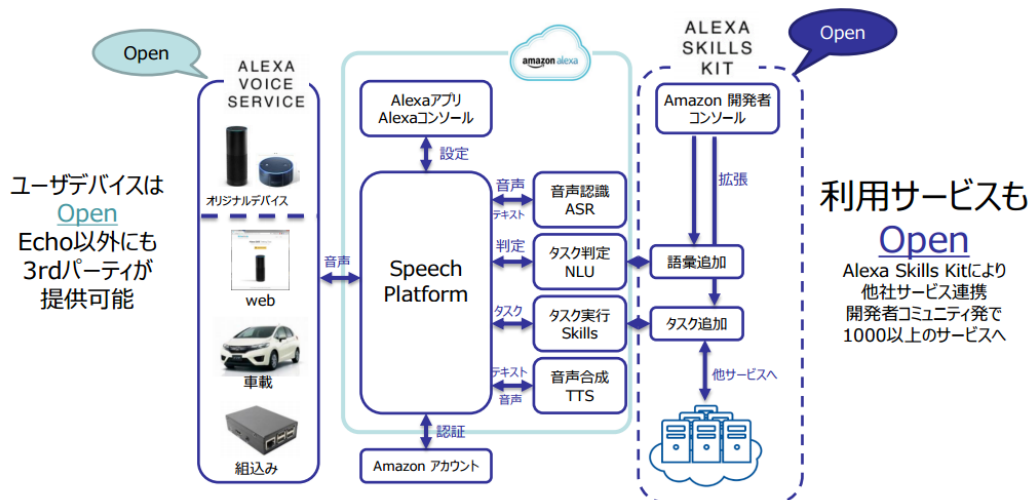 Open
ALEXA
VOICE
SERVICE
オリジナルデバイス
web
車載
組込み
ユーザデバイスは
Open
Echo以外にも
3rdパーティが
提供可能
音声
amazon alexa
Alexaアプリ
Alexaコンソール
設定
Speech
Platform
音声
テキスト
音声認識
ASR
判定
タスク判定
NLU
タスク
タスク実行
Skills
テキスト
音声
音声合成
TTS
認証
Amazon アカウント
ALEXA
SKILLS
KIT
Open
Amazon 開発者
コンソール
拡張
語彙追加
タスク追加
他サービスへ
利用サービスも
Open
Alexa Skills Kitにより
他社サービス連携
開発者コミュニティ発で
1000以上のサービスへ